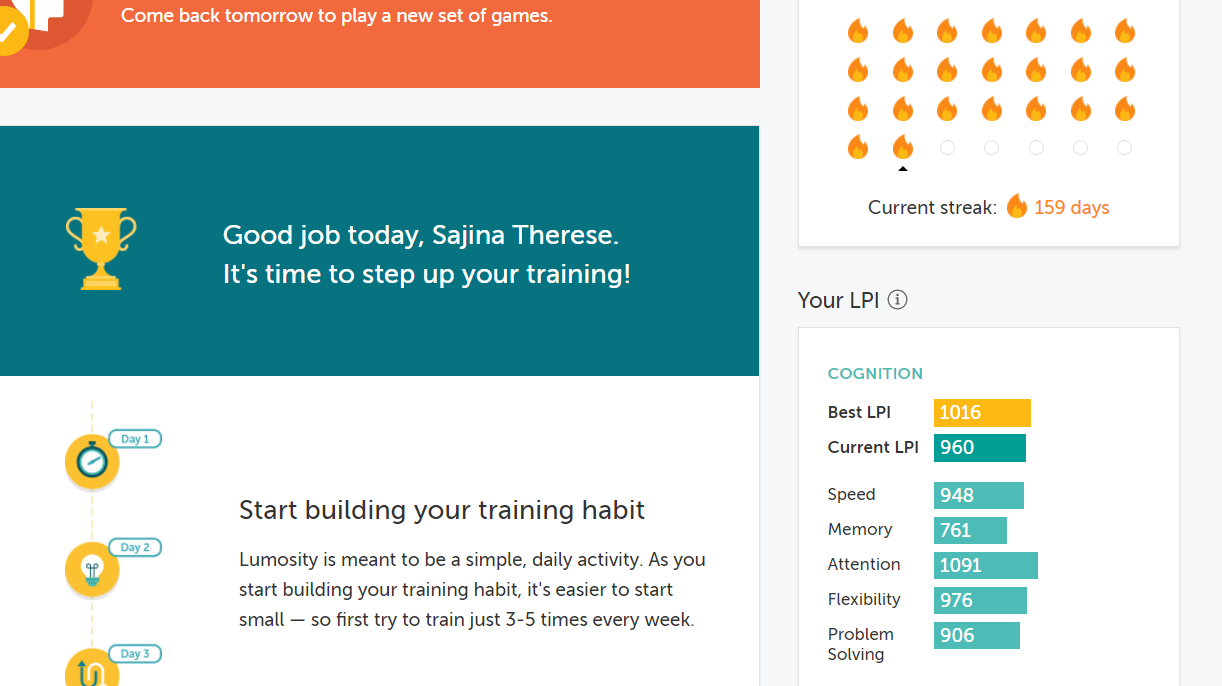 Come back tomorrow to play a new set of games.
Good job today, Sajina Therese.
It's time to step up your training!
Day 1
Day 2
Day 3
Start building your training habit
Lumosity is meant to be a simple, daily activity. As you
start building your training habit, it's easier to start
small — so first try to train just 3-5 times every week.
Current streak: 159 days
Your LPI
COGNITION
Best LPI 1016
Current LPI 960
Speed 948
Memory 761
Attention 1091
Flexibility 976
Problem
Solving 906